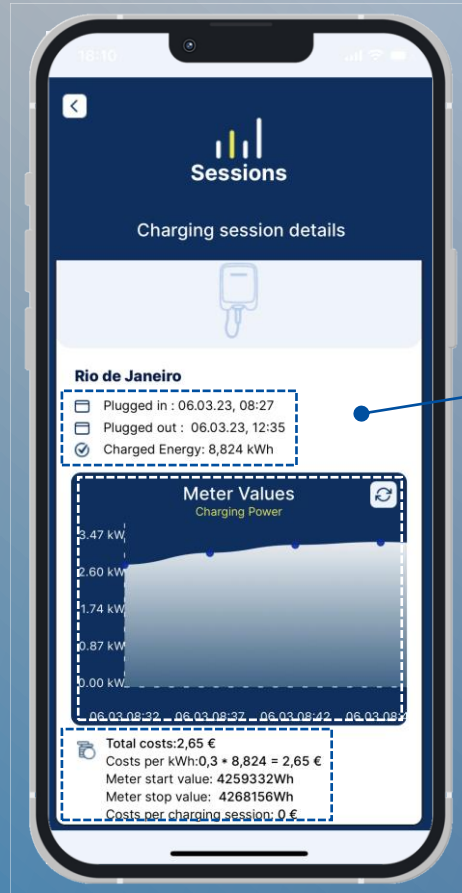 18:10
Sessions
Charging session details
Rio de Janeiro
Plugged in : 06.03.23, 08:27
Plugged out : 06.03.23, 12:35
Charged Energy: 8,824 kWh
Meter Values
Charging Power
3.47 kW
2.60 kW
1.74 kW
0.87 kW
0.00 kW
06.03 08:32 06.03 08:37 06.03 08:42 06.03
Total costs:2,65 €
Costs per kWh:0,3 * 8,824 = 2,65 €
Meter start value: 4259332Wh
Meter stop value: 4268156Wh
Costs per charging session: 0 €